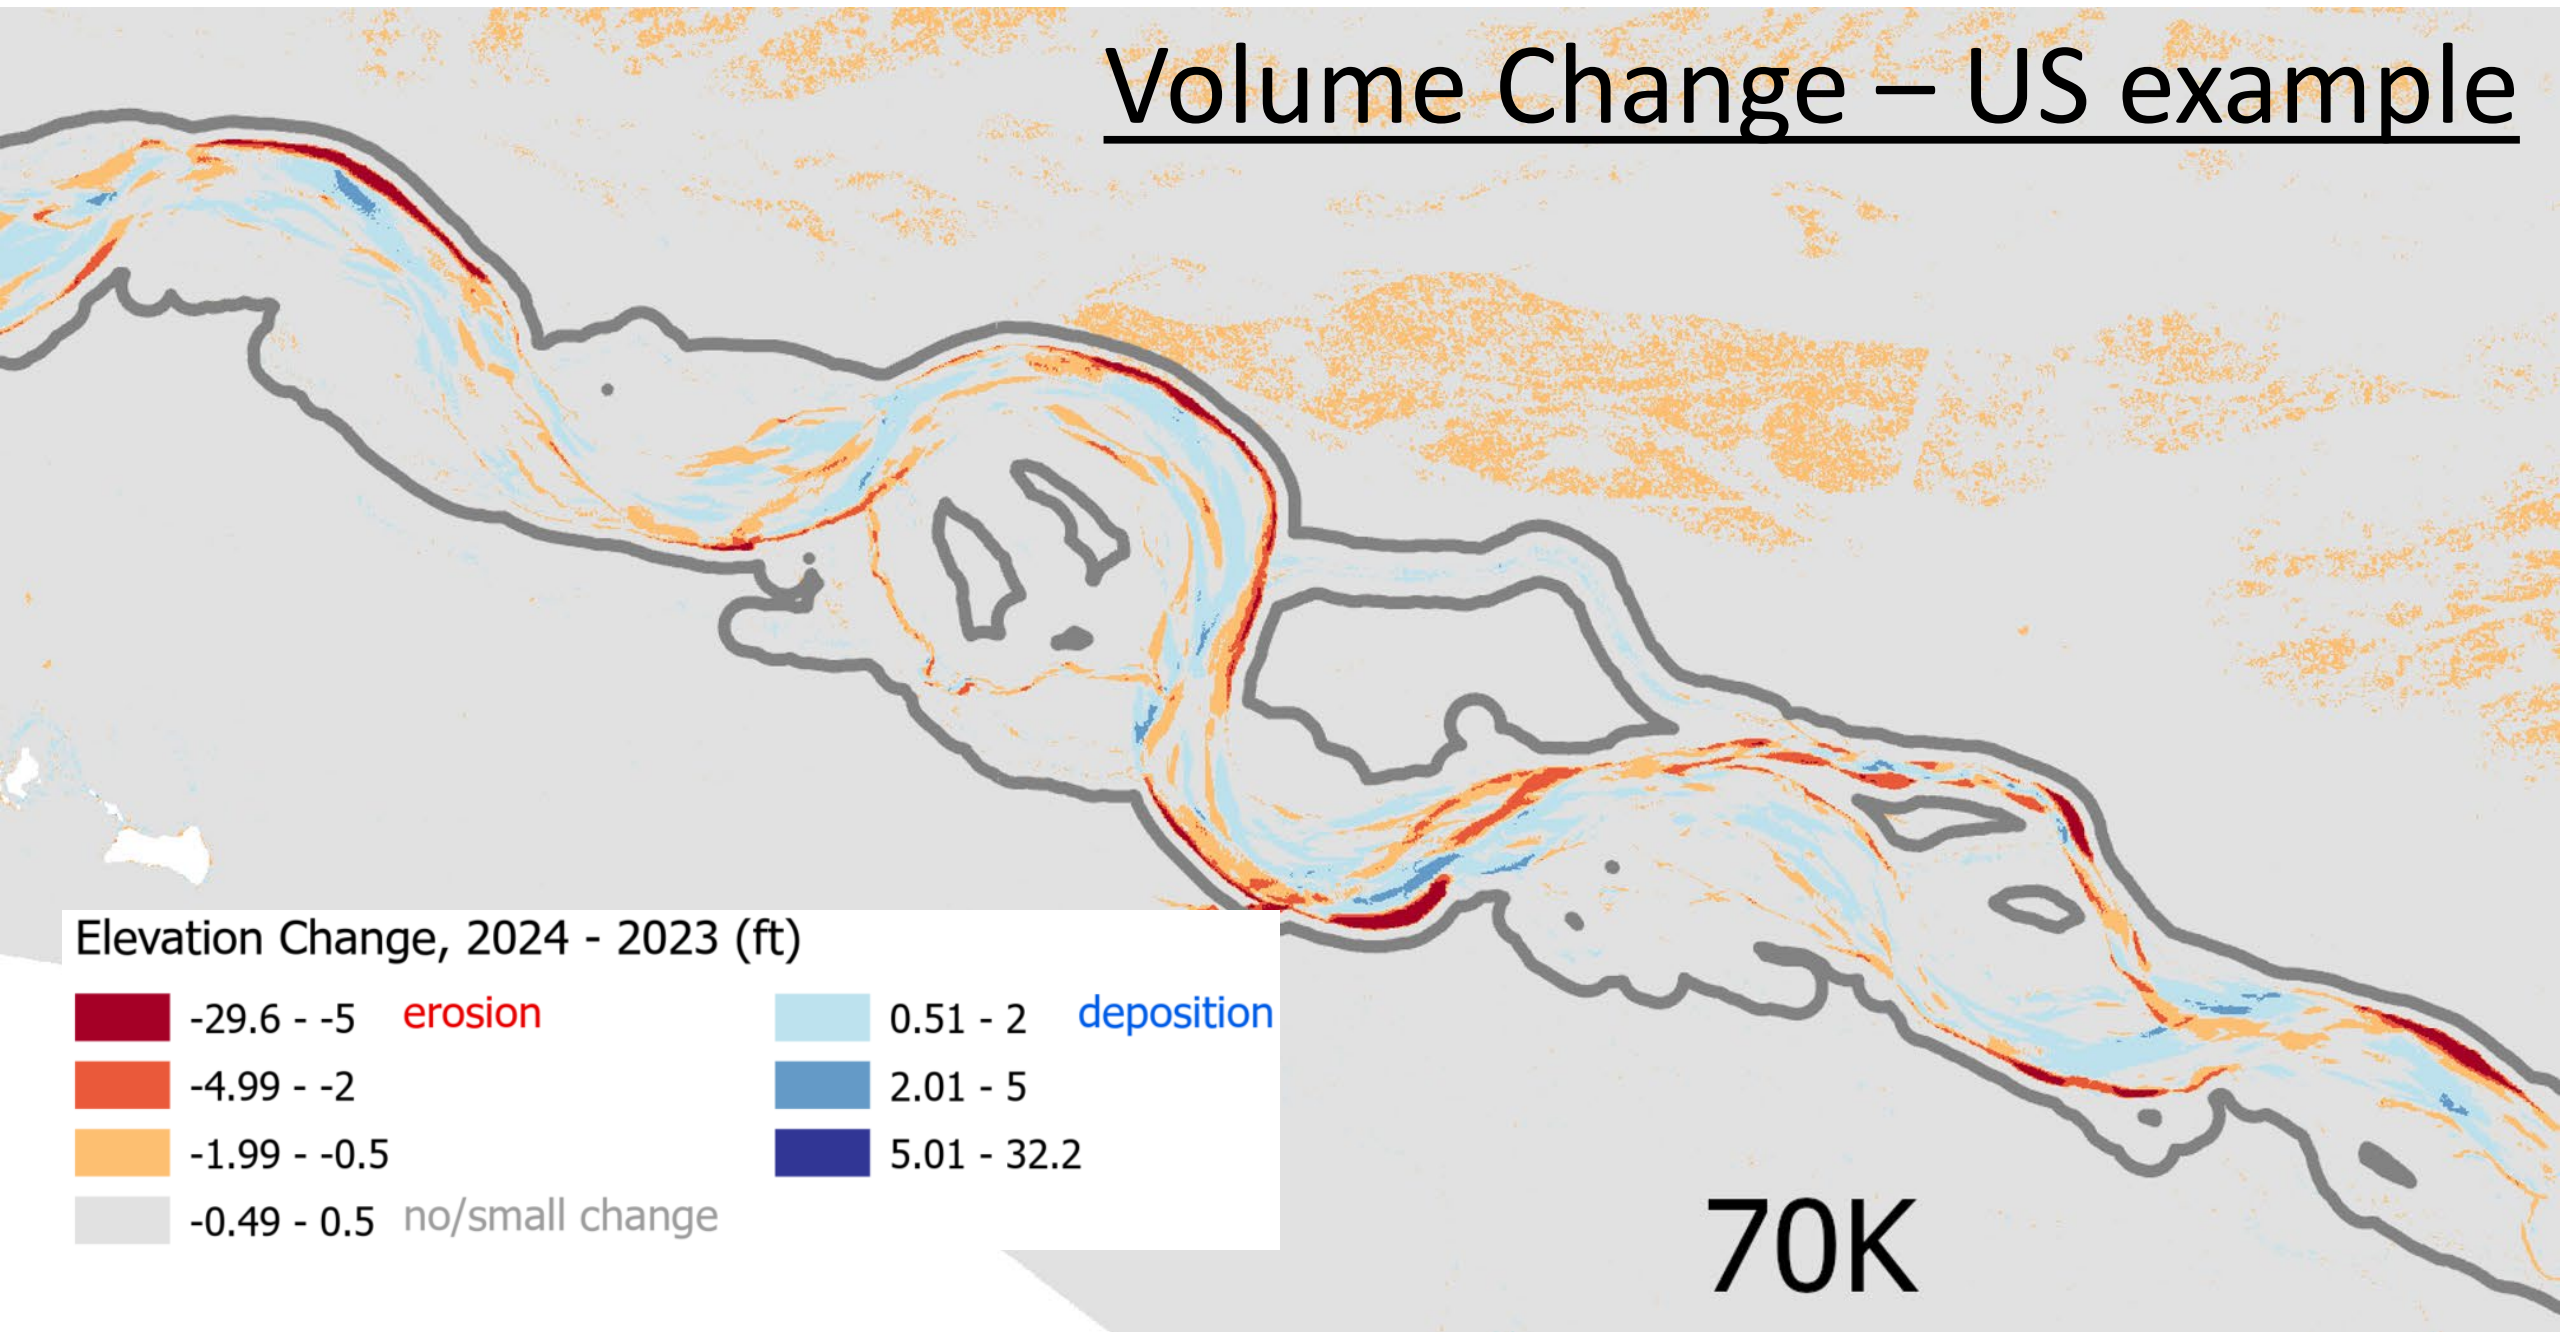 Volume Change – US example
Elevation Change, 2024 - 2023 (ft)
-29.6 - -5 erosion
-4.99 - -2
-1.99 - -0.5
-0.49 - 0.5 no/small change
0.51 - 2 deposition
2.01 - 5
5.01 - 32.2
70K